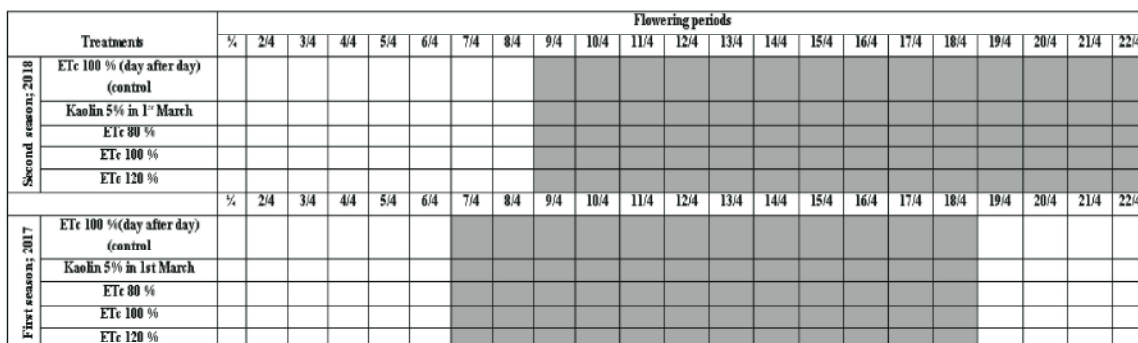 Flowering periods
Treatments ¼ 2/4 3/4 4/4 5/4 6/4 7/4 8/4 9/4 10/4 11/4 12/4 13/4 14/4 15/4 16/4 17/4 18/4 19/4 20/4 21/4 22/4
Second season; 2018
ETc 100 % (day after day)
(control
Kaolin 5% in 1st March
ETc 80 %
ETc 100 %
ETc 120 %
¼ 2/4 3/4 4/4 5/4 6/4 7/4 8/4 9/4 10/4 11/4 12/4 13/4 14/4 15/4 16/4 17/4 18/4 19/4 20/4 21/4 22/4
First season; 2017
ETc 100 %(day after day)
(control
Kaolin 5% in 1st March
ETc 80 %
ETc 100 %
ETc 120 %